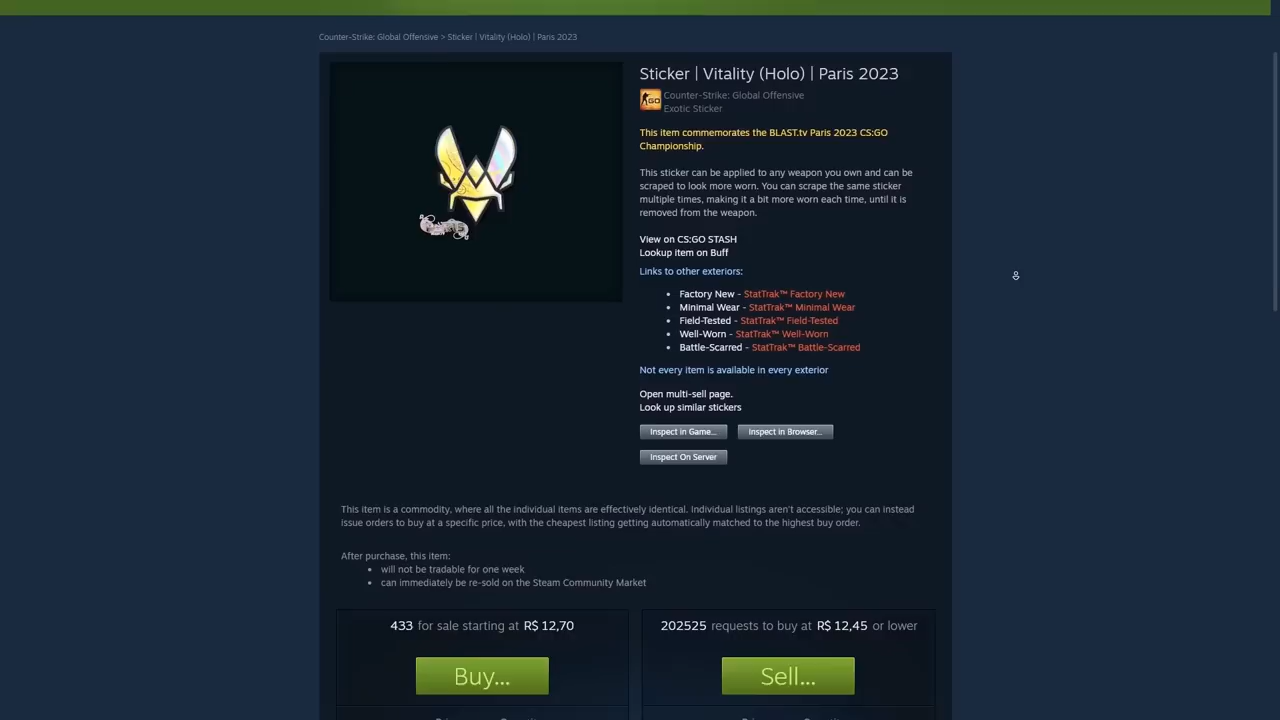 Counter-Strike: Global Offensive > Sticker | Vitality (Holo) | Paris 2023
Sticker | Vitality (Holo) | Paris 2023
GO
Counter-Strike: Global Offensive
Exotic Sticker
This item commemorates the BLAST.tv Paris 2023 CS:GO
Championship.
This sticker can be applied to any weapon you own and can be
scraped to look more worn. You can scrape the same sticker
multiple times, making it a bit more worn each time, until it is
removed from the weapon.
View on CS:GO STASH
Lookup item on Buff
Links to other exteriors:
Factory New - StatTrak™ Factory New
Minimal Wear - StatTrak™ Minimal Wear
Field-Tested - StatTrak™ Field-Tested
Well-Worn - StatTrak™ Well-Worn
Battle-Scarred - StatTrak™ Battle-Scarred
Not every item is available in every exterior
Open multi-sell page.
Look up similar stickers
Inspect in Game... Inspect in Browser...
Inspect On Server
This item is a commodity, where all the individual items are effectively identical. Individual listings aren't accessible; you can instead
issue orders to buy at a specific price, with the cheapest listing getting automatically matched to the highest buy order.
After purchase, this item:
will not be tradable for one week
can immediately be re-sold on the Steam Community Market
433 for sale starting at R$ 12,70
202525 requests to buy at R$ 12,45 or lower
Buy...
Sell...